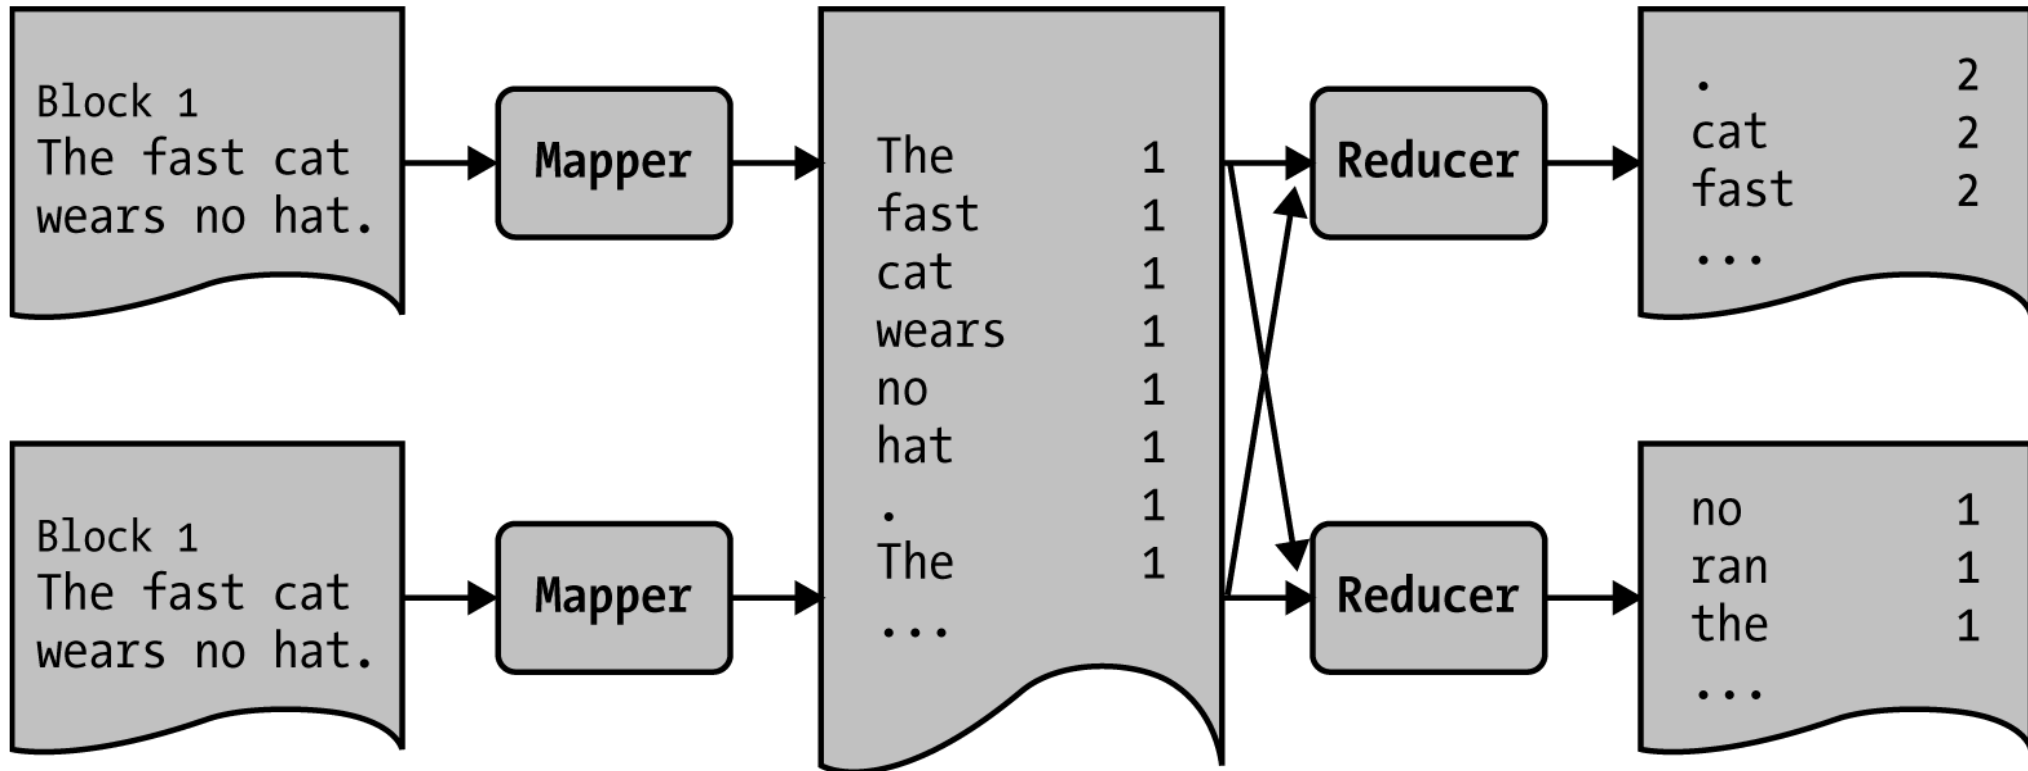 Block 1
The fast cat
wears no hat.
Mapper
Block 1
The fast cat
wears no hat.
Mapper
The 1
fast 1
cat 1
wears 1
no 1
hat 1
. 1
The 1
...
Reducer
. 2
cat 2
fast 2
...
Reducer
no 1
ran 1
the 1
...